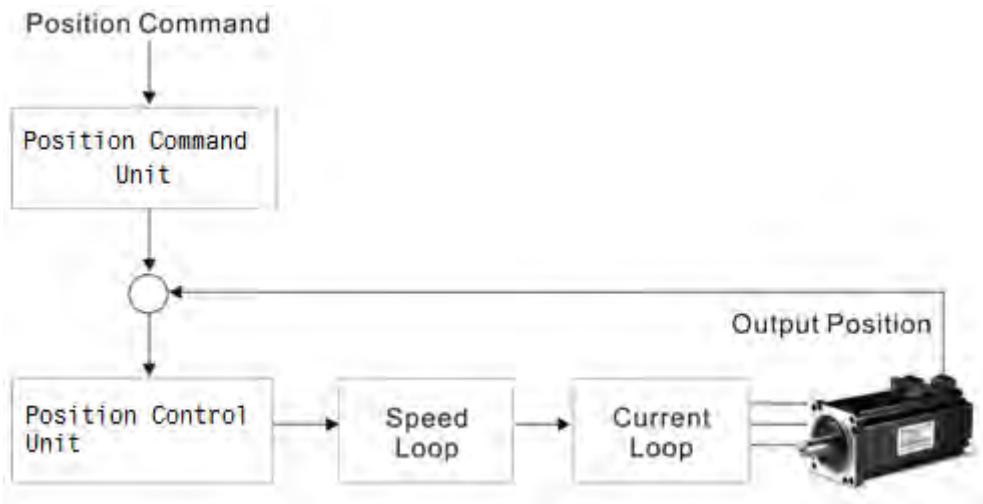 Position Command
Position Command
Unit
Output Position
Position Control
Unit
Speed
Loop
Current
Loop